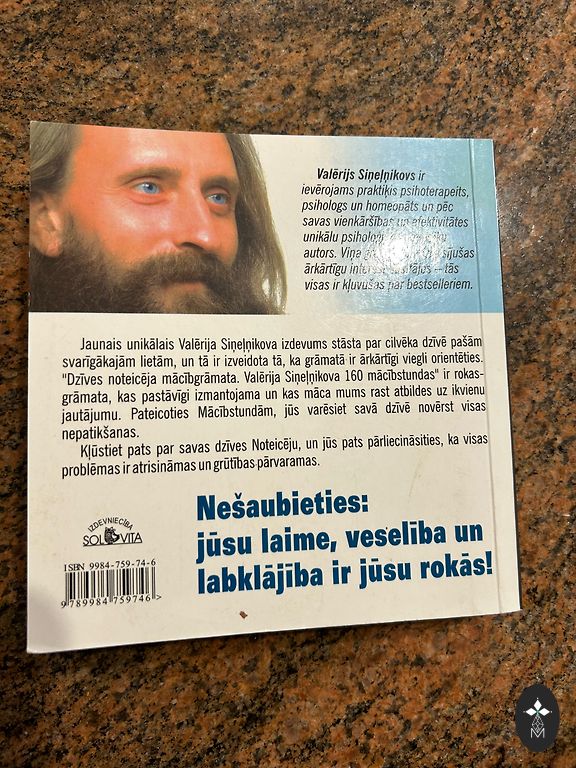 Valērijs Siņeļņikovs ir
ievērojams praktiķis psihoterapeits,
psihologs un homeopāts un pēc
savas vienkāršības un efektivitātes
unikālu
autors. Viņa
ārkārtīgu tās
visas ir kļuvušas par bestselleriem.
Jaunais unikālais Valērija Siņeļņikova izdevums stāsta par cilvēka dzīvē pašām
svarīgākajām lietām, un tā ir izveidota tā, ka grāmatā ir ārkārtīgi viegli orientēties.
"Dzīves noteicēja mācībgrāmata. Valērija Siņeļņikova 160 mācībstundas" ir rokas-
grāmata, kas pastāvīgi izmantojama un kas māca mums rast atbildes uz ikvienu
jautājumu. Pateicoties Mācībstundām, jūs varēsiet savā dzīvē novērst visas
nepatikšanas.
Kļūstiet pats par savas dzīves Noteicēju, un jūs pats pārliecināsities, ka visas
problēmas ir atrisināmas un grūtības pārvaramas.
Nešaubieties:
jūsu laime, veselība un
labklājība ir jūsu rokās!
IZDEVNIECĪBA
SOL VITA
ISBN 9984-759-74-6
9 789984 759746 >
M